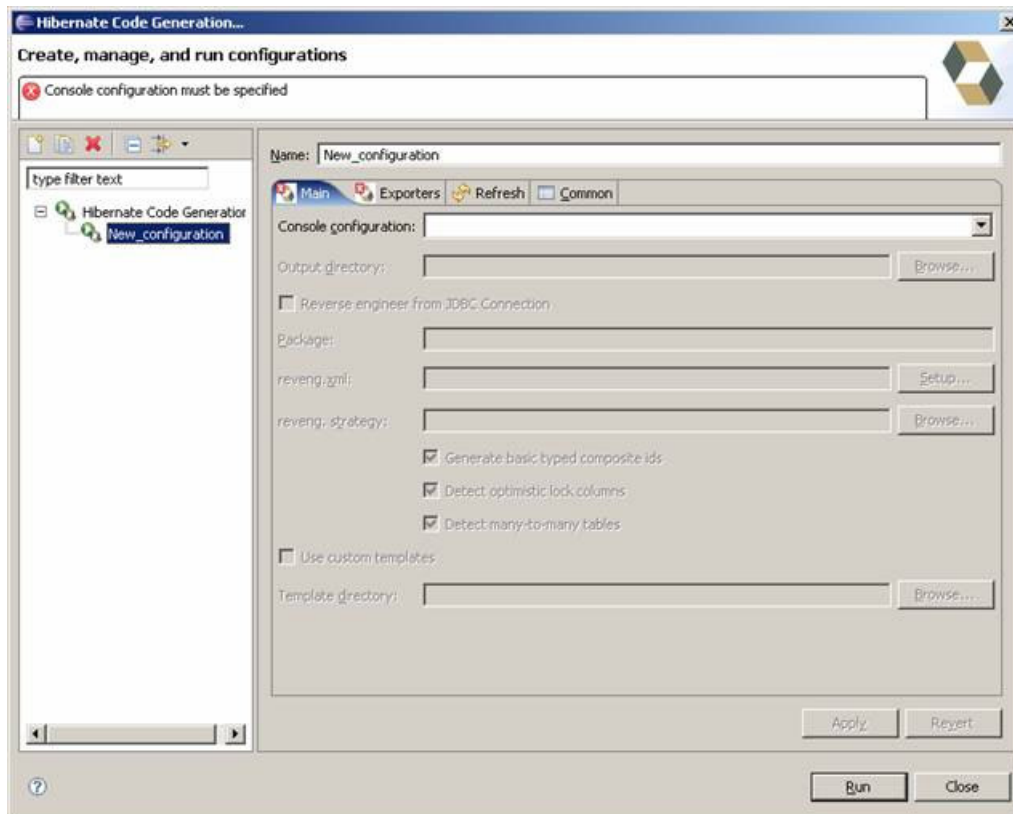 Hibernate Code Generation...
Create, manage, and run configurations
Console configuration must be specified
type filter text
Hibernate Code Generation
New_configuration
Name: New_configuration
Main Exporters Refresh Common
Console configuration:
Output directory: Browse...
Reverse engineer from JDBC Connection
Package:
reveng.xml: Setup...
reveng. strategy: Browse...
Generate basic typed composite ids
Detect optimistic lock columns
Detect many-to-many tables
Use custom templates
Template directory: Browse....
Apply Revert
Run Close